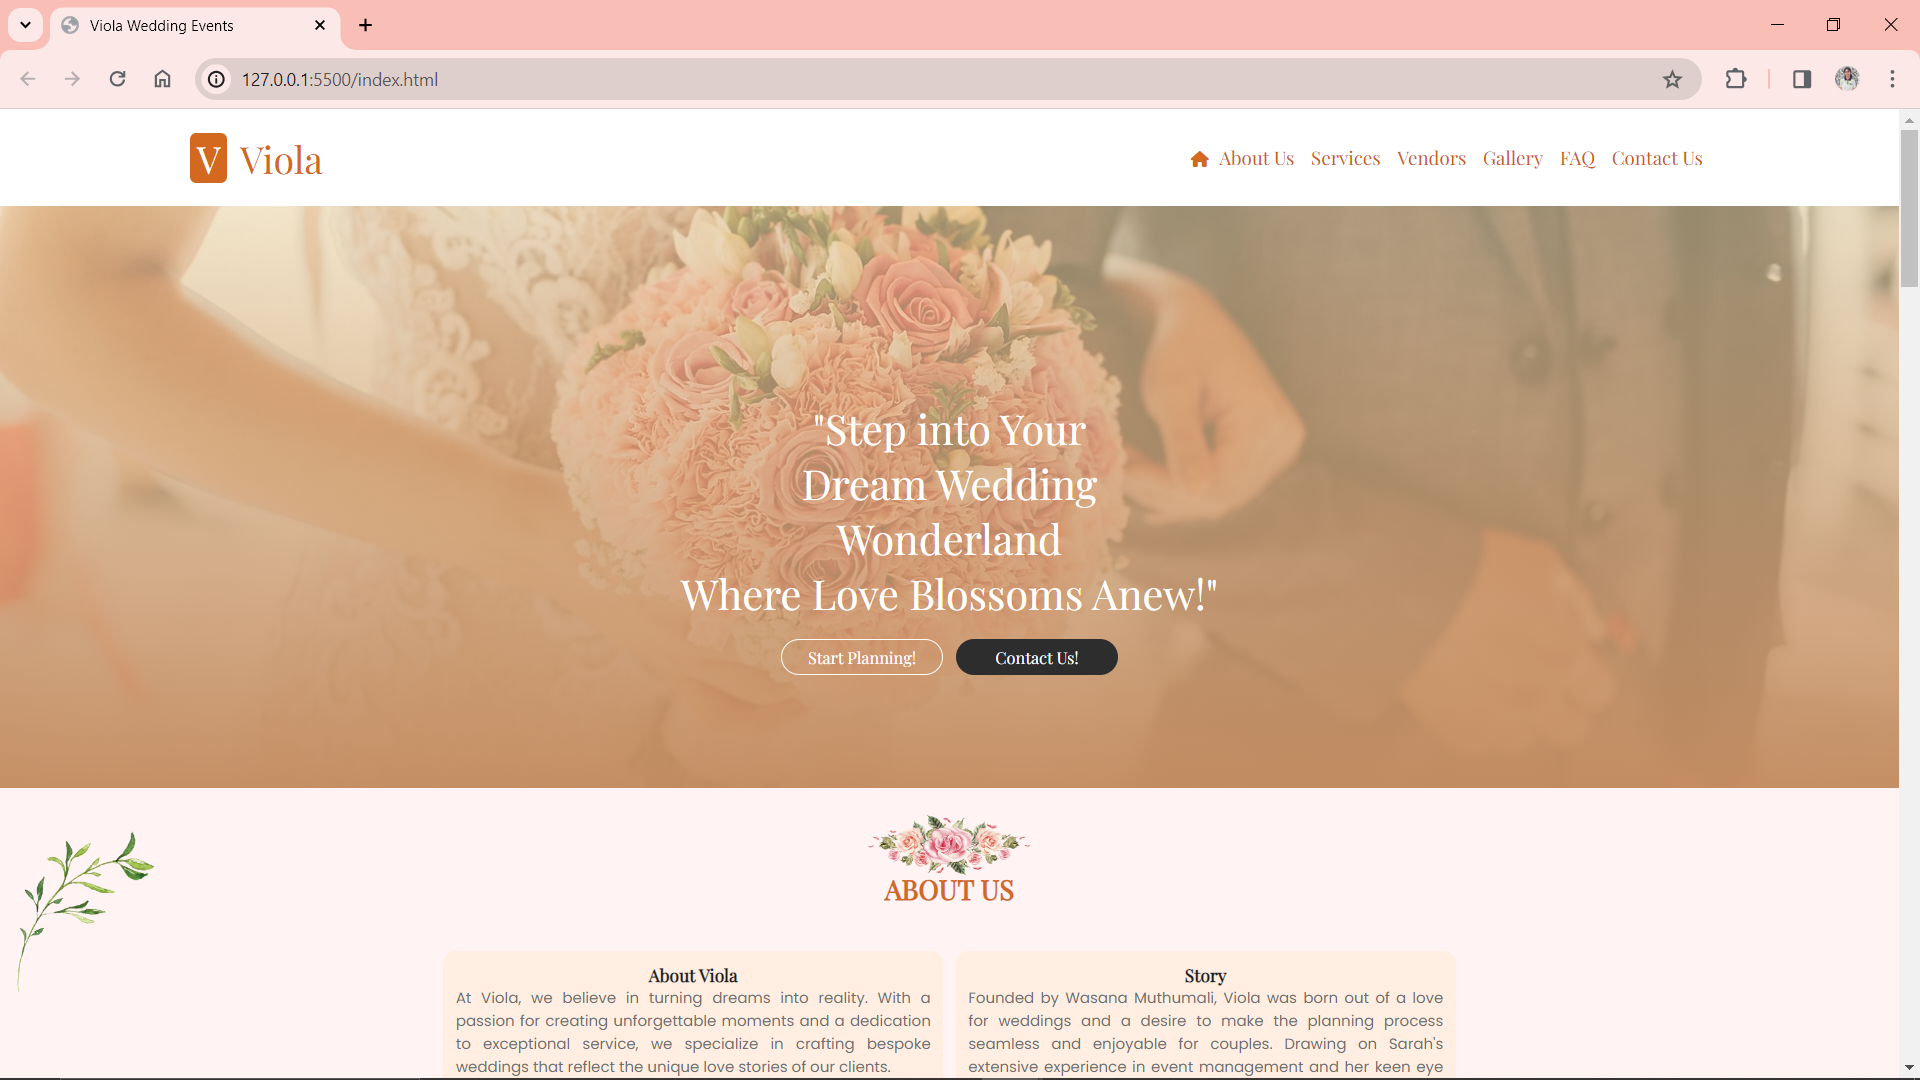 Viola Wedding Events
127.0.0.1:5500/index.html
V Viola
About Us Services Vendors Gallery FAQ Contact Us
"Step into Your
Dream Wedding
Wonderland
Where Love Blossoms Anew!"
Start Planning! Contact Us!
ABOUT US
About Viola
At Viola, we believe in turning dreams into reality. With a
passion for creating unforgettable moments and a dedication
to exceptional service, we specialize in crafting bespoke
weddings that reflect the unique love stories of our clients.
Story
Founded by Wasana Muthumali, Viola was born out of a love
for weddings and a desire to make the planning process
seamless and enjoyable for couples. Drawing on Sarah's
extensive experience in event management and her keen eye